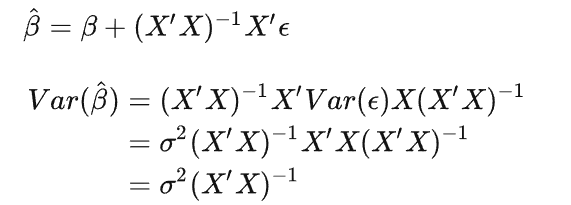 β̂ = β + (X′X)⁻¹X′ϵ
Var(β̂) = (X′X)⁻¹X′Var(ϵ)X(X′X)⁻¹
= σ²(X′X)⁻¹X′X(X′X)⁻¹
= σ²(X′X)⁻¹